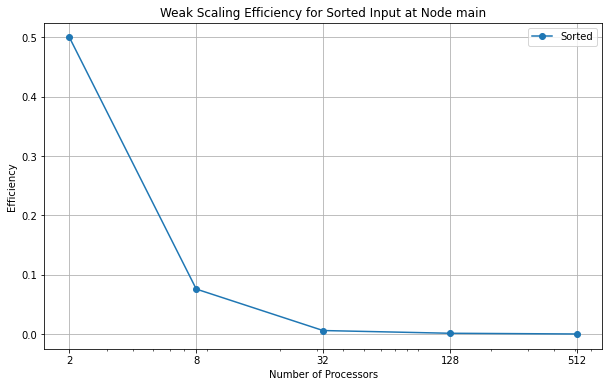 Weak Scaling Efficiency for Sorted Input at Node main
Sorted
0.5
0.4
0.3
0.2
0.1
0.0
Efficiency
2 8 32 128 512
Number of Processors